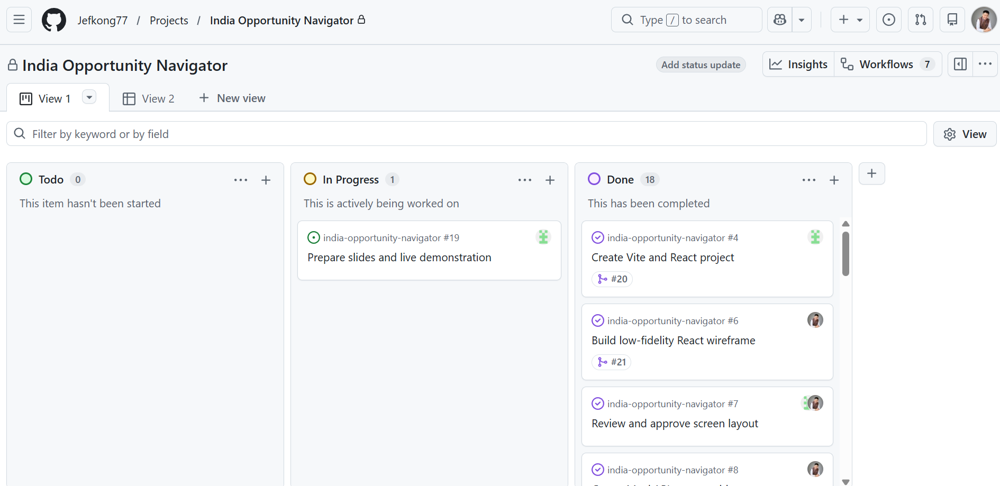 Jefkong77 / Projects / India Opportunity Navigator
Type / to search
India Opportunity Navigator
Add status update
Insights
Workflows 7
View 1
View 2
New view
Filter by keyword or by field
View
Todo 0
This item hasn't been started
In Progress 1
This is actively being worked on
india-opportunity-navigator #19
Prepare slides and live demonstration
Done 18
This has been completed
india-opportunity-navigator #4
Create Vite and React project
#20
india-opportunity-navigator #6
Build low-fidelity React wireframe
#21
india-opportunity-navigator #7
Review and approve screen layout
india-opportunity-navigator #8